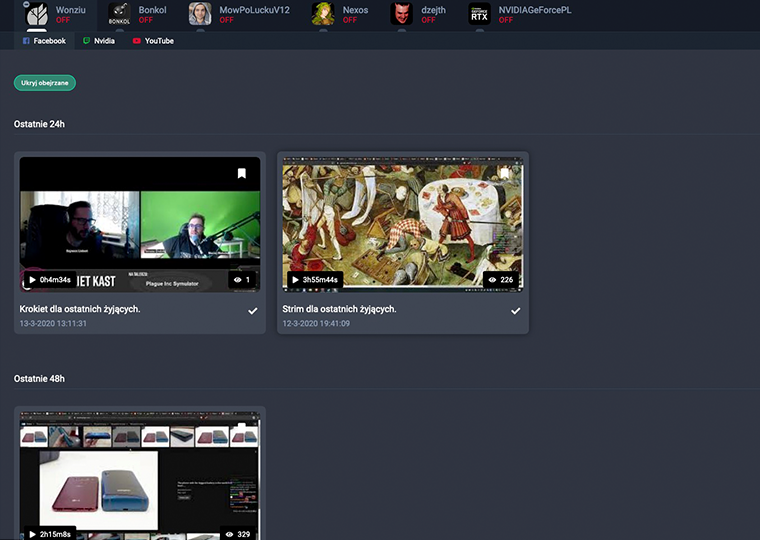 Wonziu
OFF
BONKOL
Bonkol
OFF
MowPoLuckuV12
OFF
Nexos
OFF
dzejth
OFF
GEFORCE
RTX
NVIDIAGeForcePL
OFF
Facebook
Nvidia
YouTube
Ukryj obejrzane
Ostatnie 24h
0h4m34s
IET KAST
Plague Inc Symulator
1
Krokiet dla ostatnich żyjących.
13-3-2020 13:11:31
3h55m44s
226
Strim dla ostatnich żyjących.
12-3-2020 19:41:09
Ostatnie 48h
2h15m8s
329